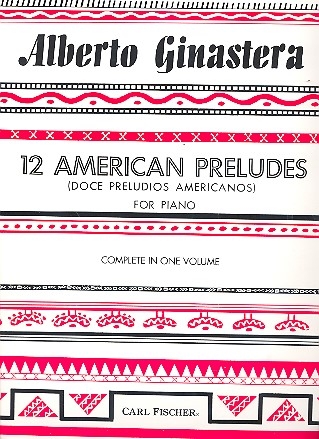 Alberto Ginastera
12 AMERICAN PRELUDES
(DOCE PRELUDIOS AMERICANOS)
FOR PIANO
COMPLETE IN ONE VOLUME
CARL FISCHER®